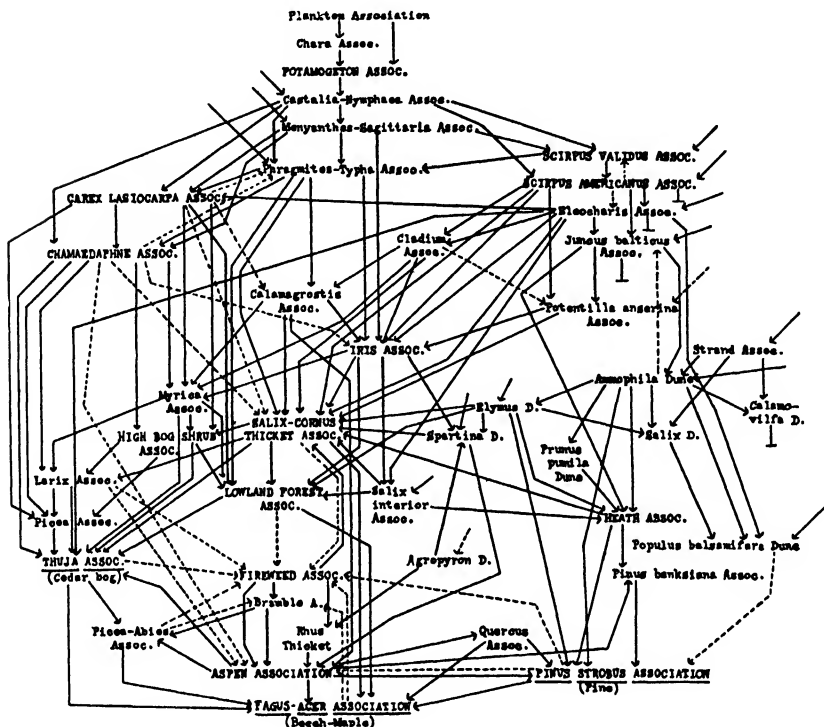 Plankton Association
Chara Assoc.
POTAMOGETON ASSOC.
Castalia-Nymphaea Assoc.
Menyanthes-Sagittaria Assoc
SCIRPUS VALIDUS ASSOC.
Phragmites-Typha Assoc.
SCIRPUS AMERICANUS ASSOC.
CAREX LASIOCARPA ASSOC.
Eleocharis Assoc.
Cladium
Assoc.
Juncus balticus
Assoc.
CHAMAEDAPHNE ASSOC.
Calamagrostis
Assoc.
Potentilla anserina
Assoc.
IRIS ASSOC.
Strand Assoc.
Ammophila Dune
Myrica
Assoc.
Elymus D.
Calamo-
vilfa D.
SALIX-CORNUS
THICKET ASSOC.
HIGH BOG SHRUB
ASSOC.
Spartina D.
Salix D.
Prunus
pumila
Dune
Larix Assoc.
LOWLAND FOREST
ASSOC.
Salix
interior
Assoc.
Picea Assoc.
HEATH ASSOC.
Populus balsamifera Dune
THUJA ASSOC.
(Cedar bog)
FIREWEED ASSOC.
Agropyron D.
Pinus banksiana Assoc.
Bramble A.
Picea-Abies
Assoc.
Rhus
Thicket
Quercus
Assoc.
ASPEN ASSOCIATION
PINUS STROBUS ASSOCIATION
(Pine)
FAGUS-ACER ASSOCIATION
(Beech-Maple)